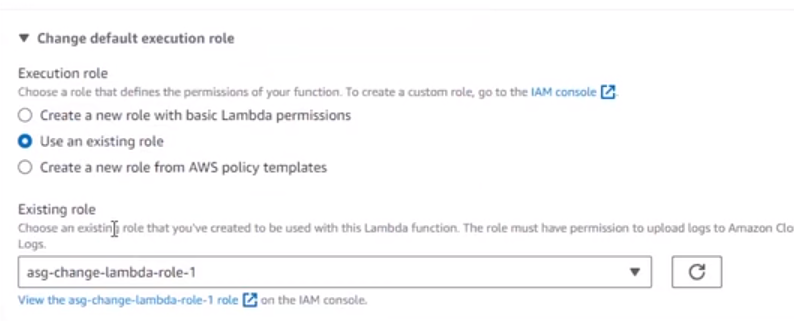 Change default execution role
Execution role
Choose a role that defines the permissions of your function. To create a custom role, go to the IAM console.
Create a new role with basic Lambda permissions
Use an existing role
Create a new role from AWS policy templates
Existing role
Choose an existing role that you've created to be used with this Lambda function. The role must have permission to upload logs to Amazon Clo
Logs.
asg-change-lambda-role-1
View the asg-change-lambda-role-1 role on the IAM console.